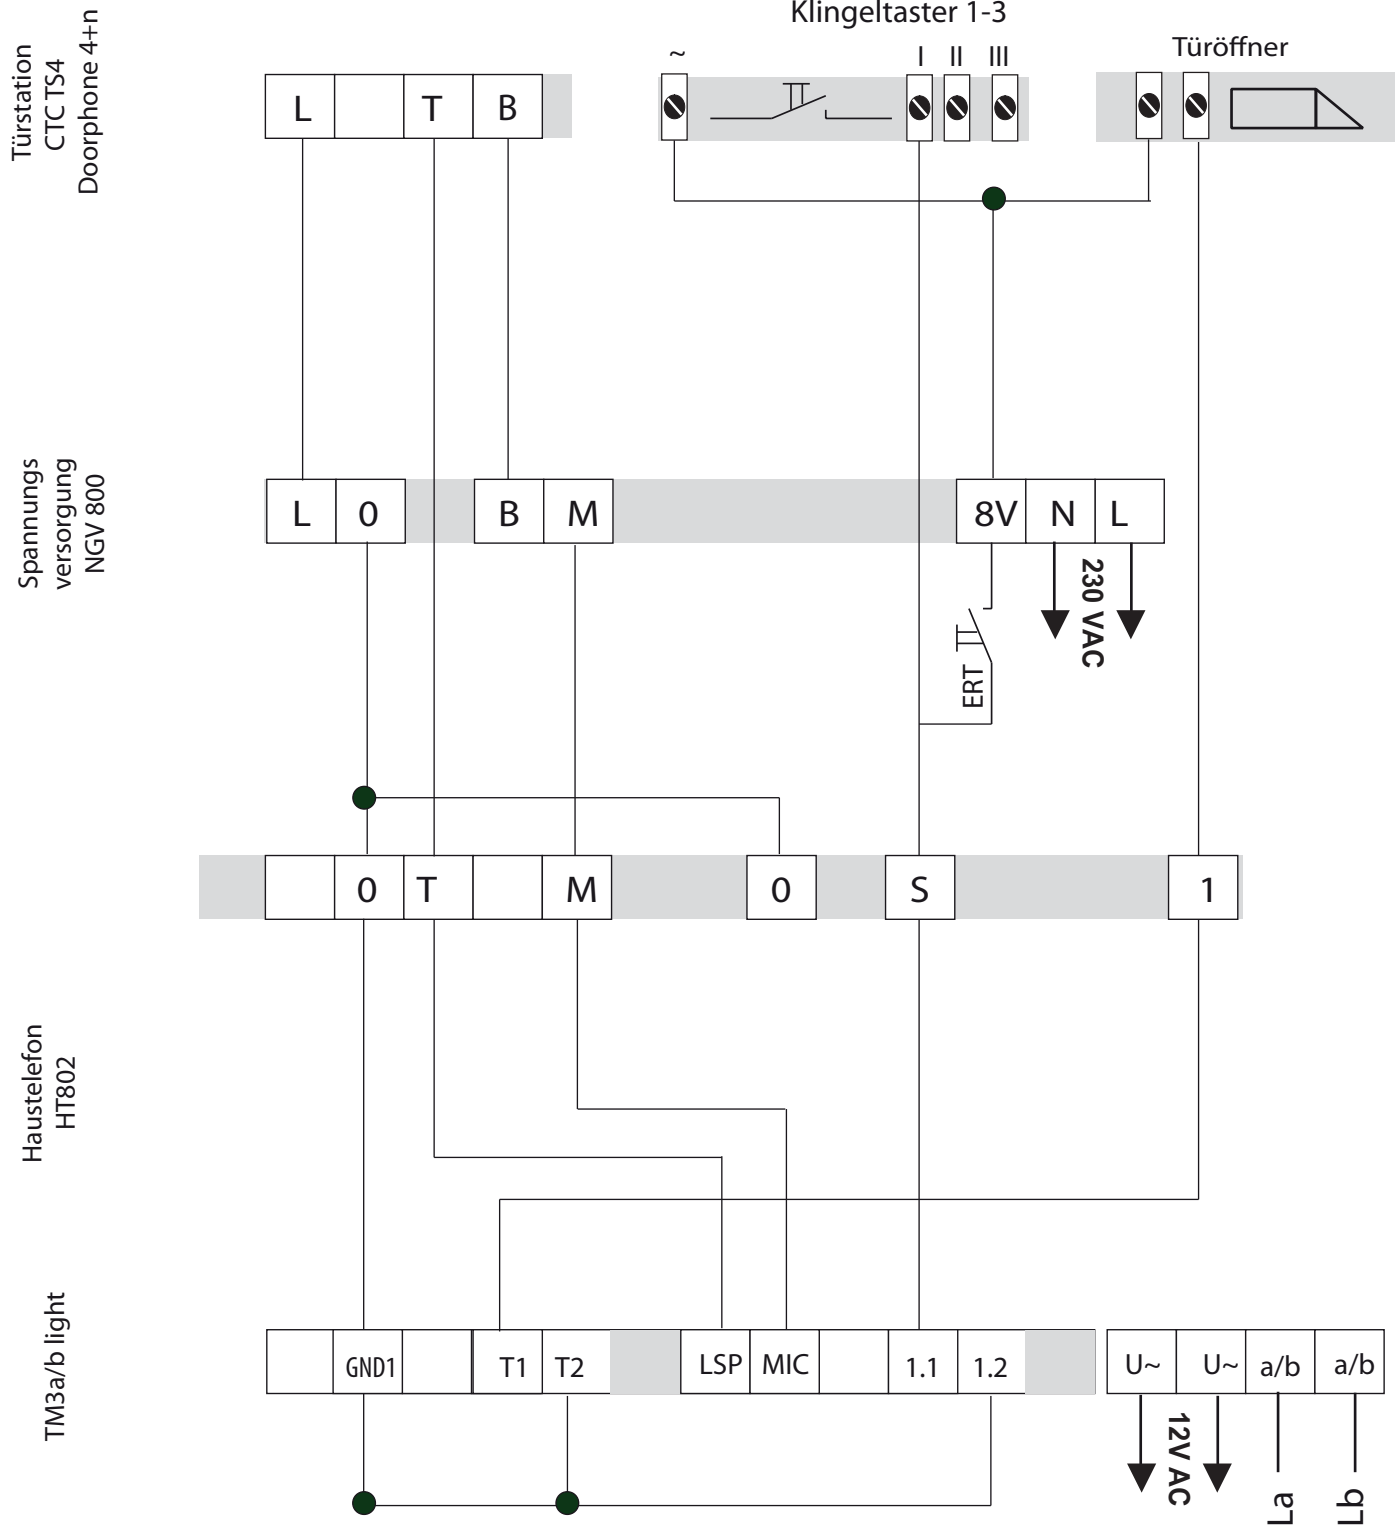 Klingeltaster 1-3
Türstation
CTC TS4
Doorphone 4+n
~
I II III
Türöffner
L T B
Spannungs
versorgung
NGV 800
L 0 B M 8V N L
230 VAC
ERT
0 T M 0 S 1
Haustelefon
HT802
TM3a/b light
GND1 T1 T2 LSP MIC 1.1 1.2 U~ U~ a/b a/b
12V AC
La
Lb